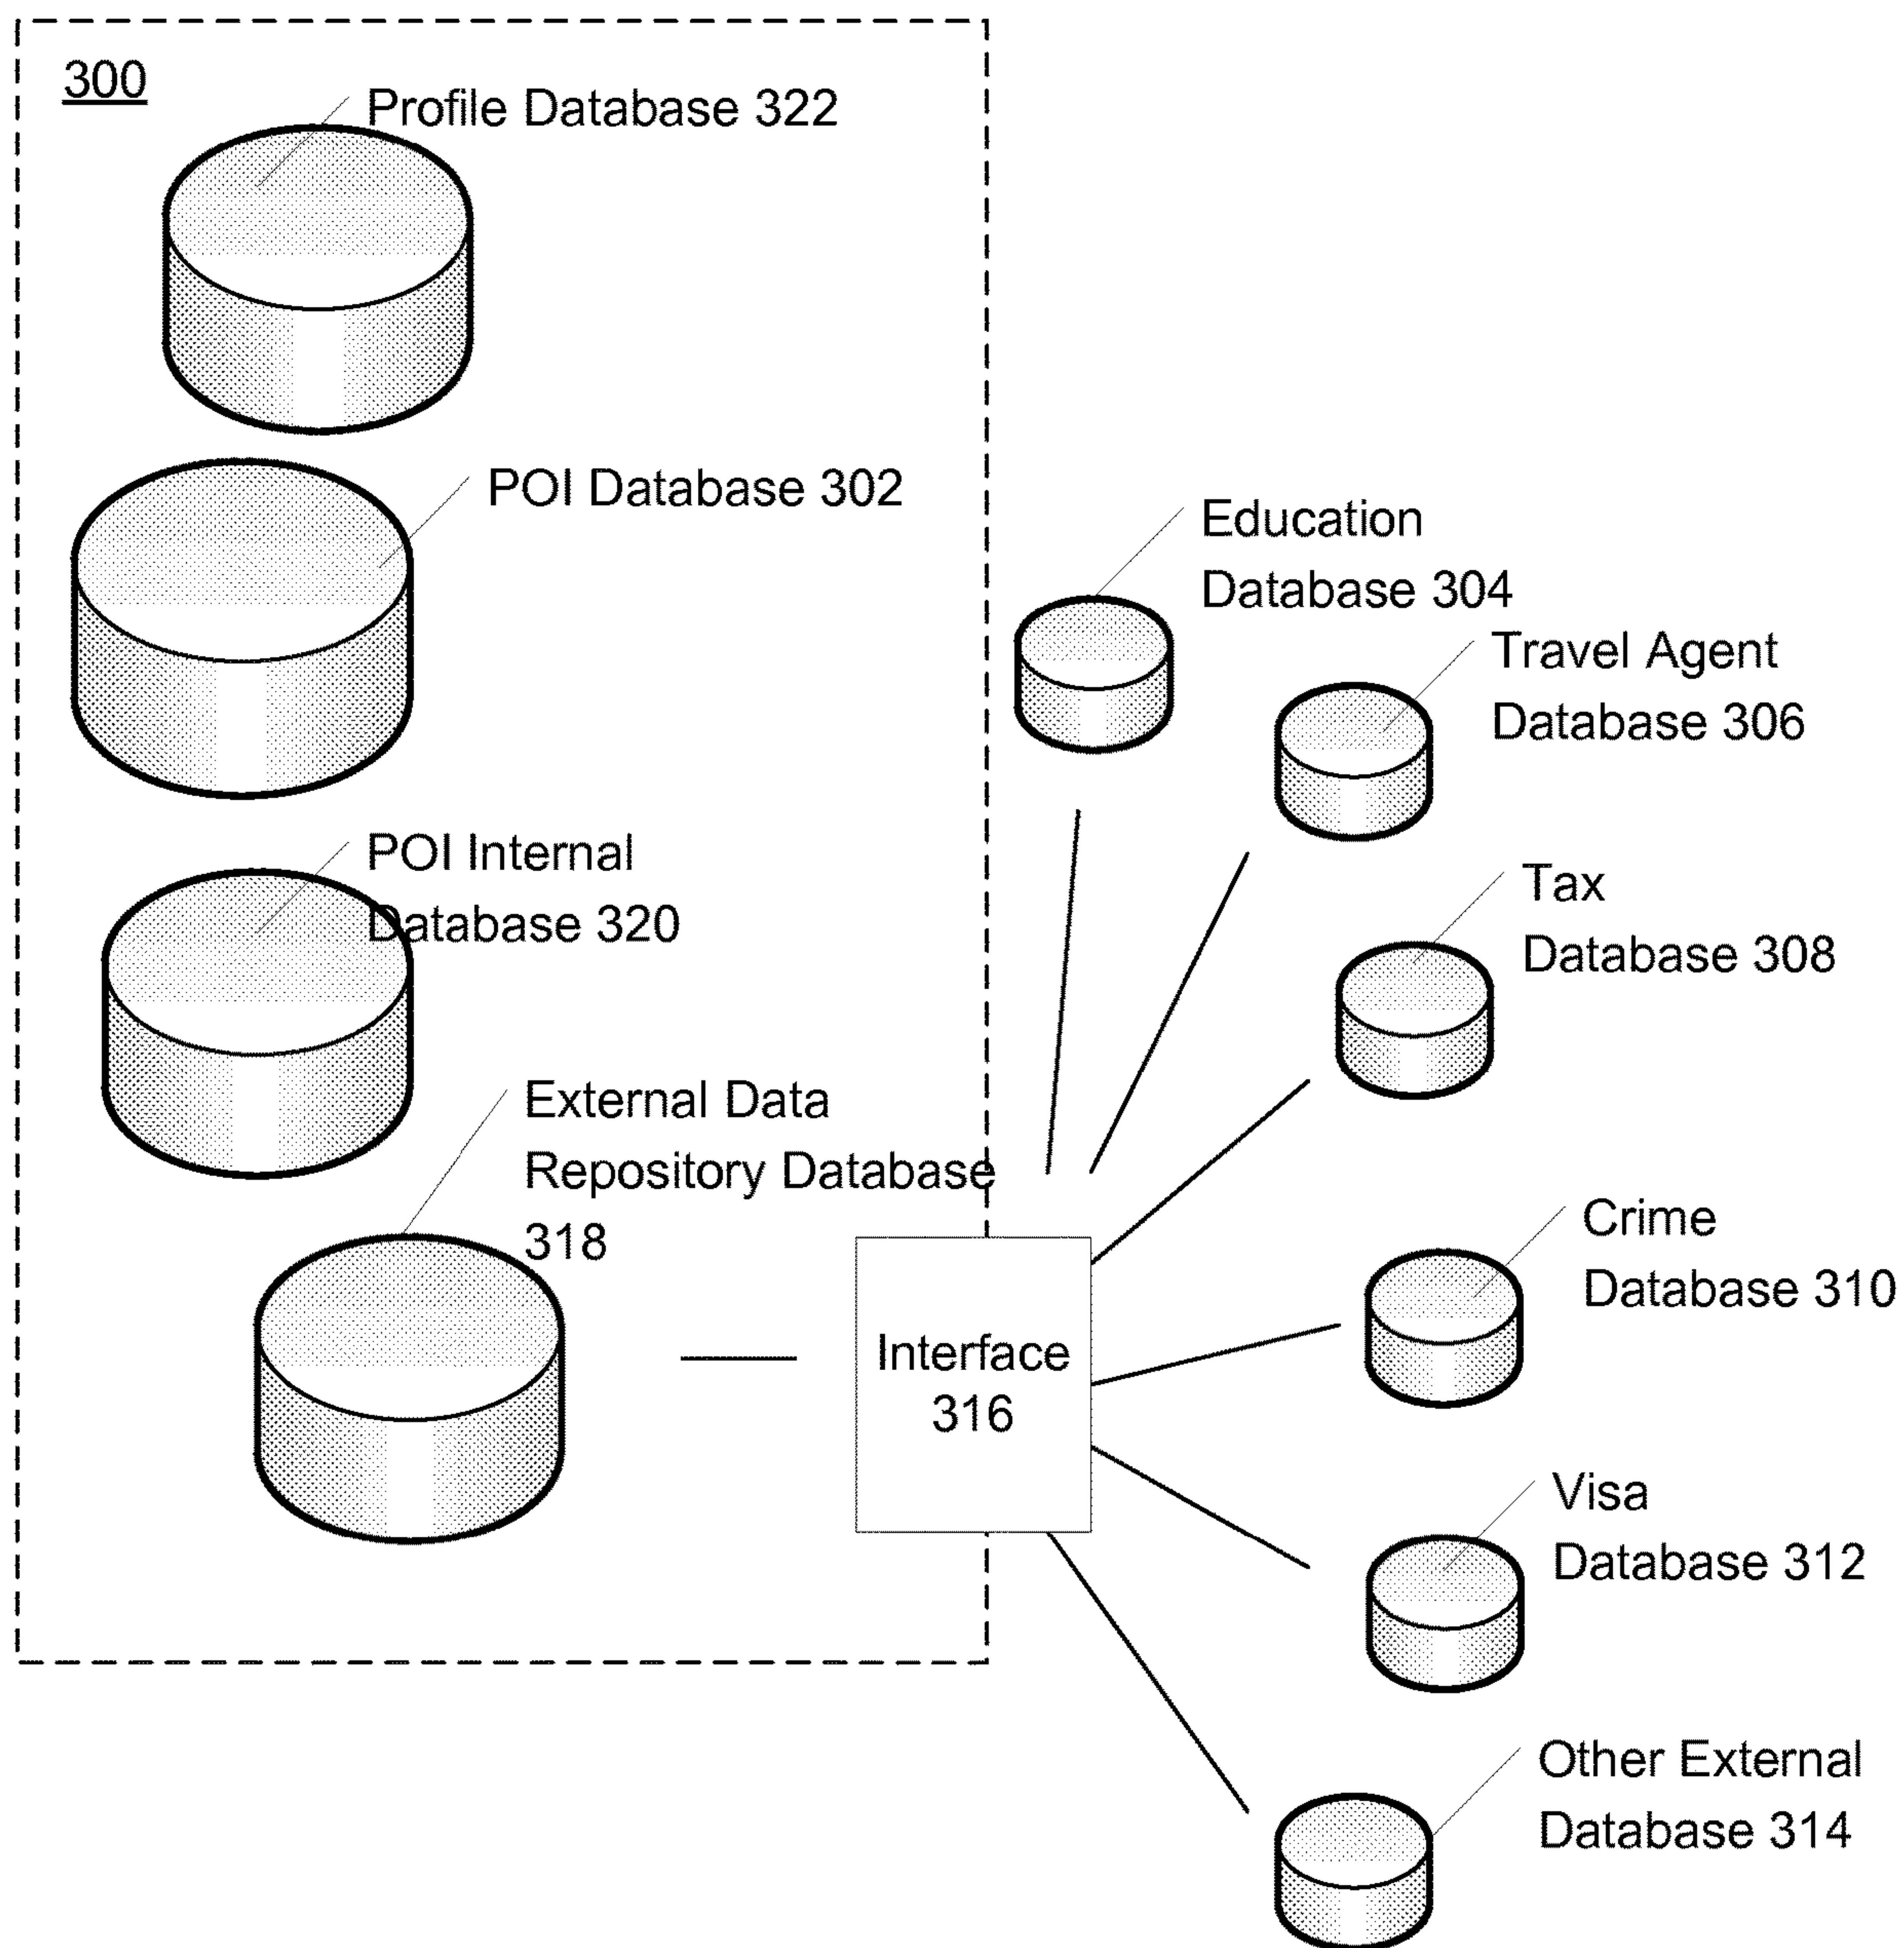 300
Profile Database 322
POI Database 302
Education
Database 304
Travel Agent
Database 306
POI Internal
Database 320
Tax
Database 308
External Data
Repository Database
318
Crime
Database 310
Interface
316
Visa
Database 312
Other External
Database 314